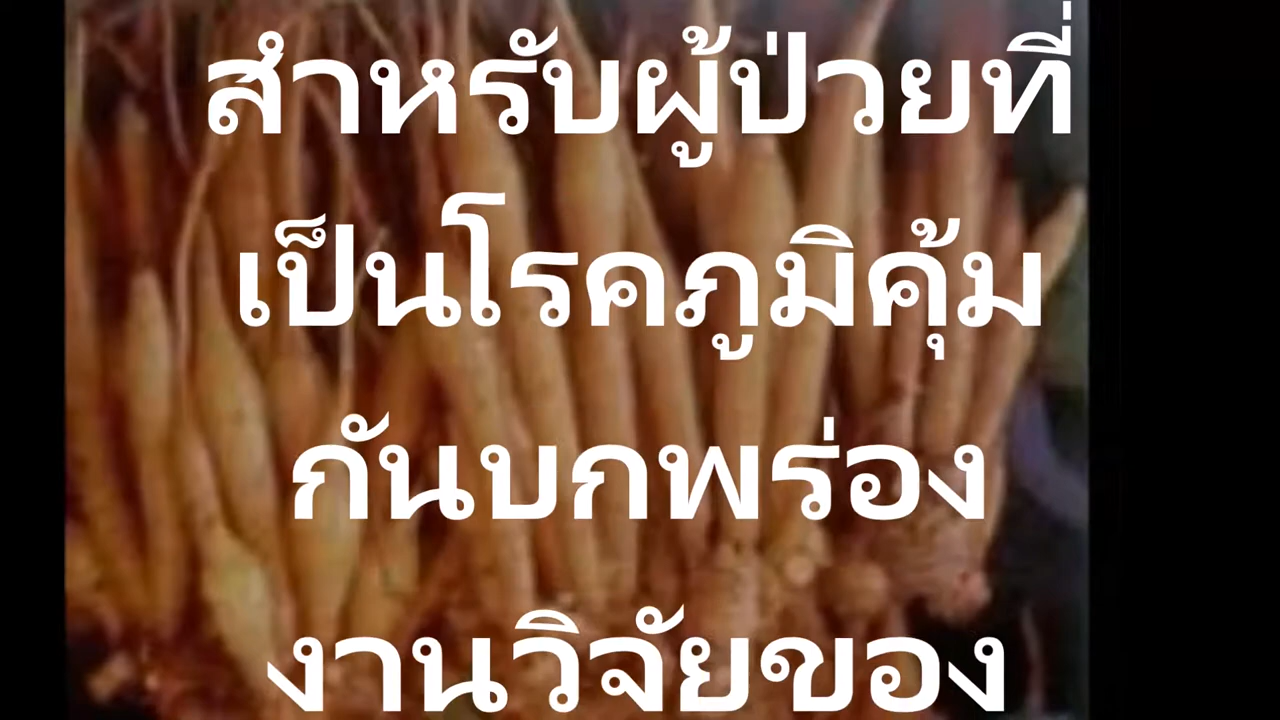 สำหรับผู้ป่วยที่
เป็นโรคภูมิคุ้ม
กันบกพร่อง
งานวิจัยของ